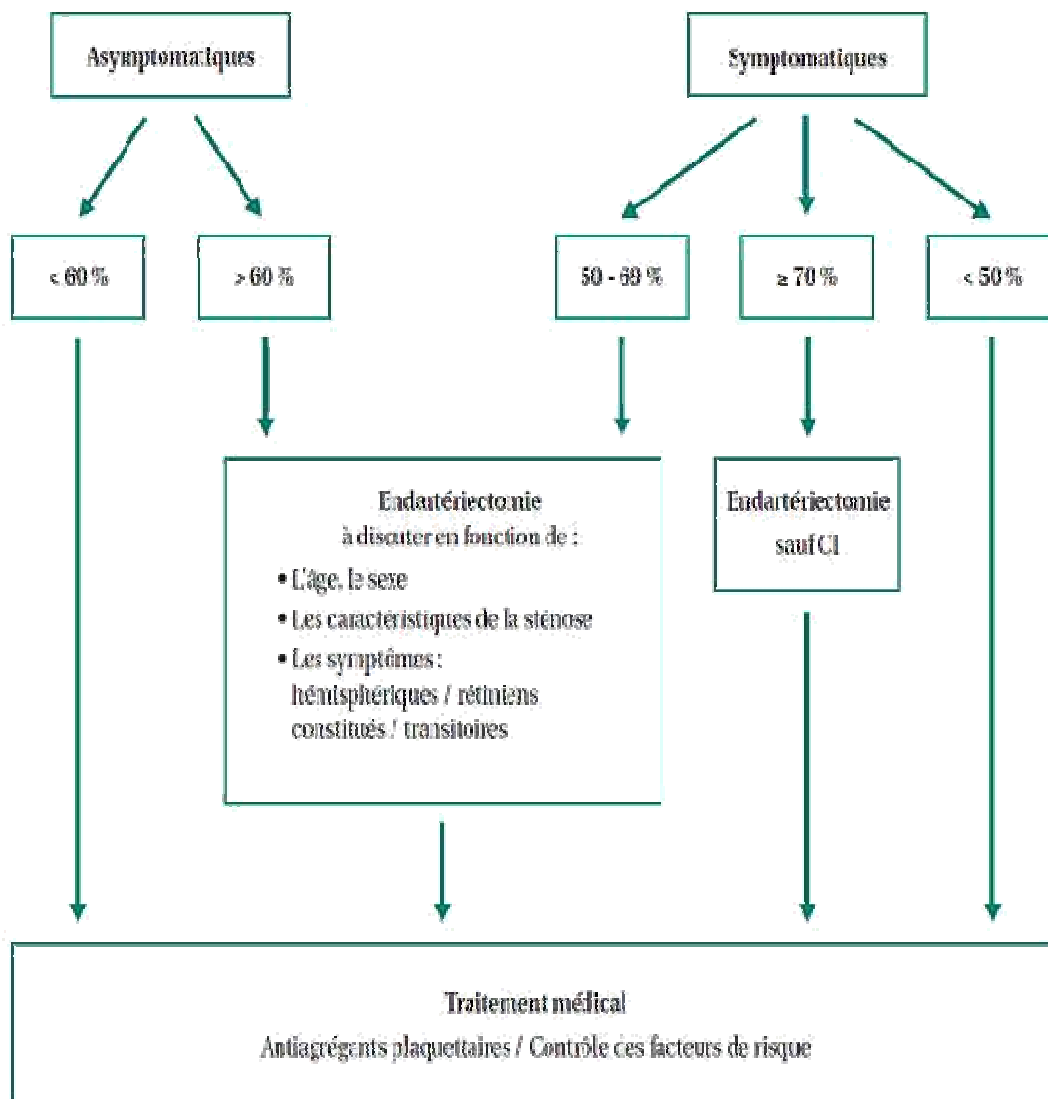 Asymptomatiques
Symptomatiques
< 60 %
> 60 %
50 - 69 %
≥ 70 %
< 50 %
Endartériectomie
à discuter en fonction de :
• L'âge, le sexe
• Les caractéristiques de la sténose
• Les symptômes :
hémisphériques / rétiniens
constitués / transitoires
Endartériectomie
sauf CI
Traitement médical
Antiagrégants plaquettaires / Contrôle des facteurs de risque